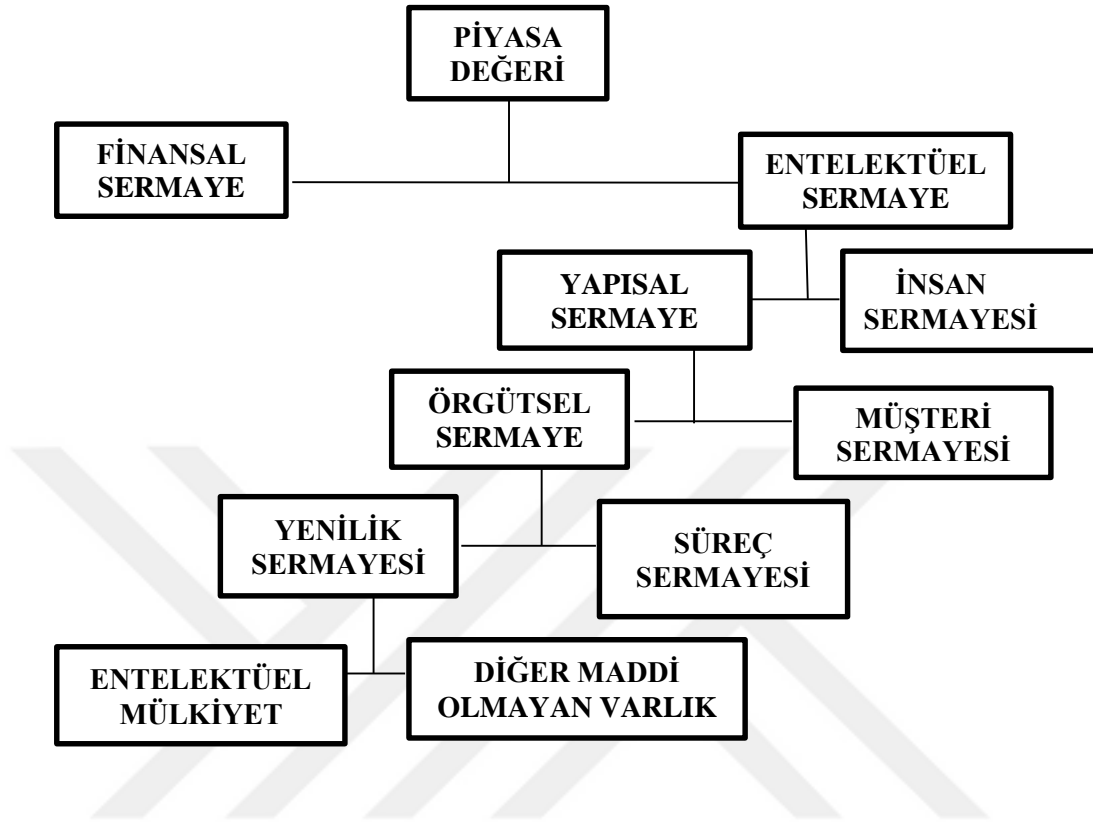 PİYASA
DEĞERİ
FİNANSAL
SERMAYE
ENTELEKTÜEL
SERMAYE
YAPISAL
SERMAYE
İNSAN
SERMAYESİ
ÖRGÜTSEL
SERMAYE
MÜŞTERİ
SERMAYESİ
YENİLİK
SERMAYESİ
SÜREÇ
SERMAYESİ
ENTELEKTÜEL
MÜLKİYET
DİĞER MADDİ
OLMAYAN VARLIK